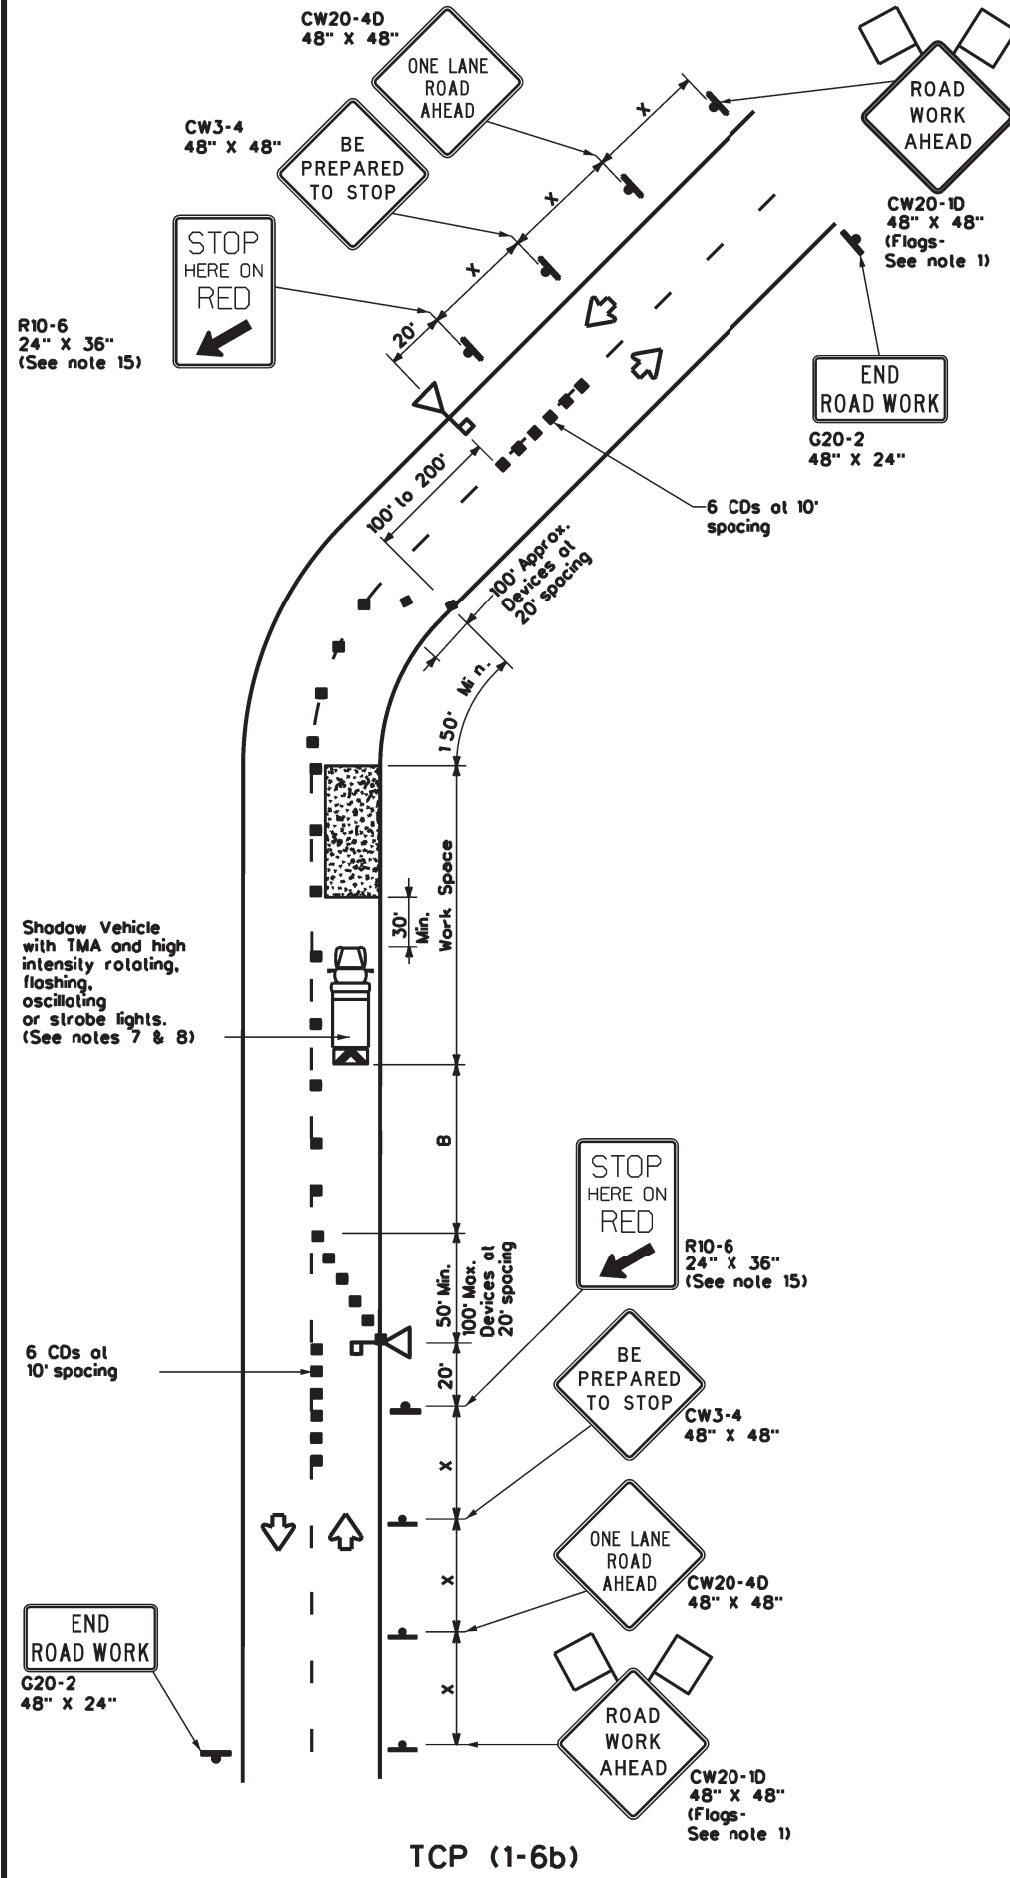 CW20-4D
48" X 48"
ONE LANE
ROAD
AHEAD
ROAD
WORK
AHEAD
CW20-1D
48" X 48"
(Flags-
See note 1)
CW3-4
48" X 48"
BE
PREPARED
TO STOP
X
X
X
STOP
HERE ON
RED
R10-6
24" X 36"
(See note 15)
20'
END
ROAD WORK
G20-2
48" X 24"
100' to 200'
6 CDs at 10'
spacing
100' Approx.
Devices at
20' spacing
150' Min.
Work Space
30'
Min.
Shadow Vehicle
with TMA and high
intensity rotating,
flashing,
oscillating
or strobe lights.
(See notes 7 & 8)
B
50' Min.
100' Max.
Devices at
20' spacing
STOP
HERE ON
RED
R10-6
24" X 36"
(See note 15)
6 CDs at
10' spacing
20'
BE
PREPARED
TO STOP
CW3-4
48" X 48"
X
X
X
ONE LANE
ROAD
AHEAD
CW20-4D
48" X 48"
END
ROAD WORK
G20-2
48" X 24"
ROAD
WORK
AHEAD
CW20-1D
48" X 48"
(Flags-
See note 1)
TCP (1-6b)